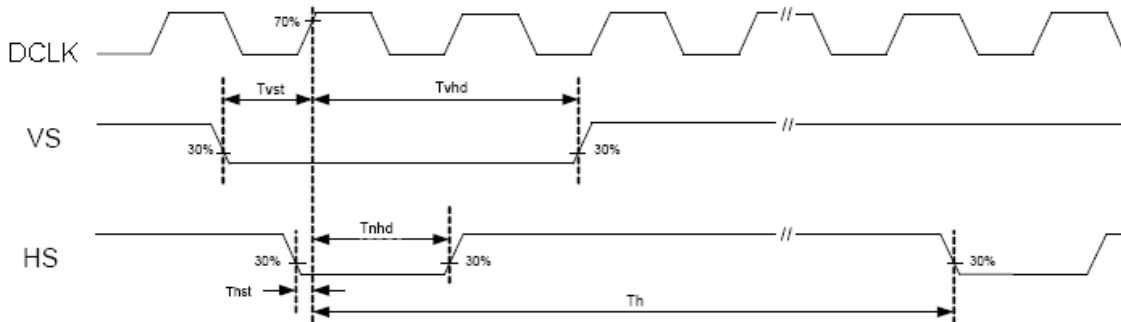 70%
//
DCLK
Tvst
Tvhd
VS
//
30%
30%
Tnhd
HS
//
30%
30%
30%
Thst
Th